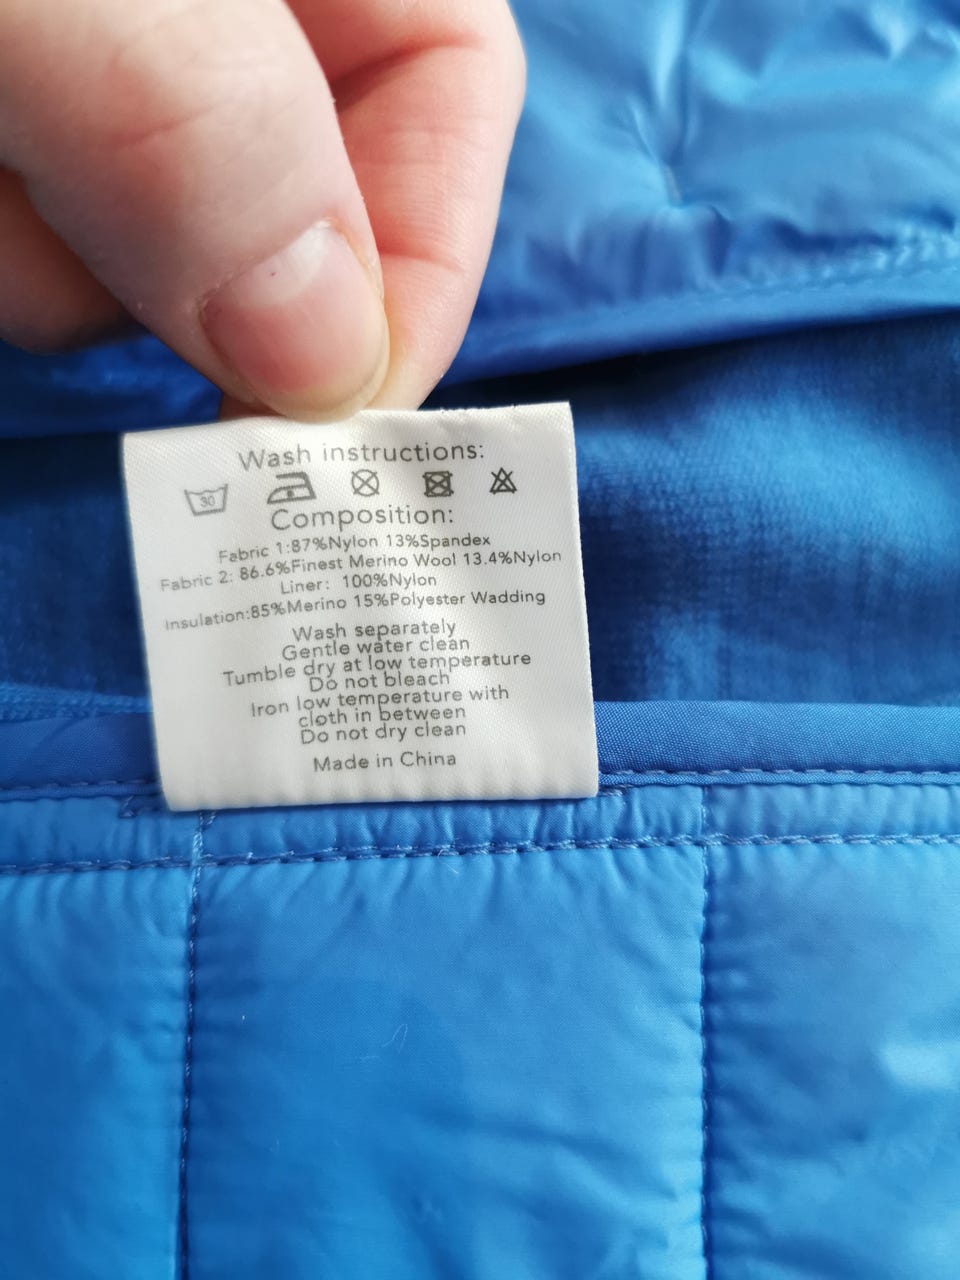 Wash instructions:
30
Composition:
Fabric 1:87%Nylon 13%Spandex
Fabric 2: 86.6%Finest Merino Wool 13.4%Nylon
Liner: 100%Nylon
Insulation:85%Merino 15%Polyester Wadding
Wash separately
Gentle water clean
Tumble dry at low temperature
Do not bleach
Iron low temperature with
cloth in between
Do not dry clean
Made in China